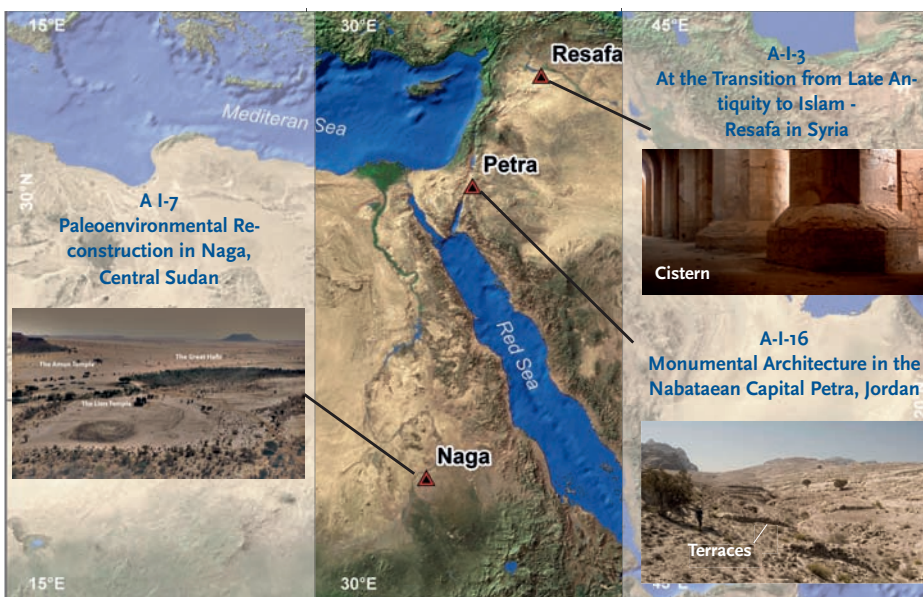 15°E
30°E
45°E
Mediteran Sea
30°N
A I-7
Paleoenvironmental Re-
construction in Naga,
Central Sudan
The Amun Temple
The Great Hafir
The Lion Temple
Resafa
Petra
Red Sea
Naga
A-I-3
At the Transition from Late An-
tiquity to Islam -
Resafa in Syria
Cistern
A-I-16
Monumental Architecture in the
Nabataean Capital Petra, Jordan
Terraces
15°E
30°E
45°E